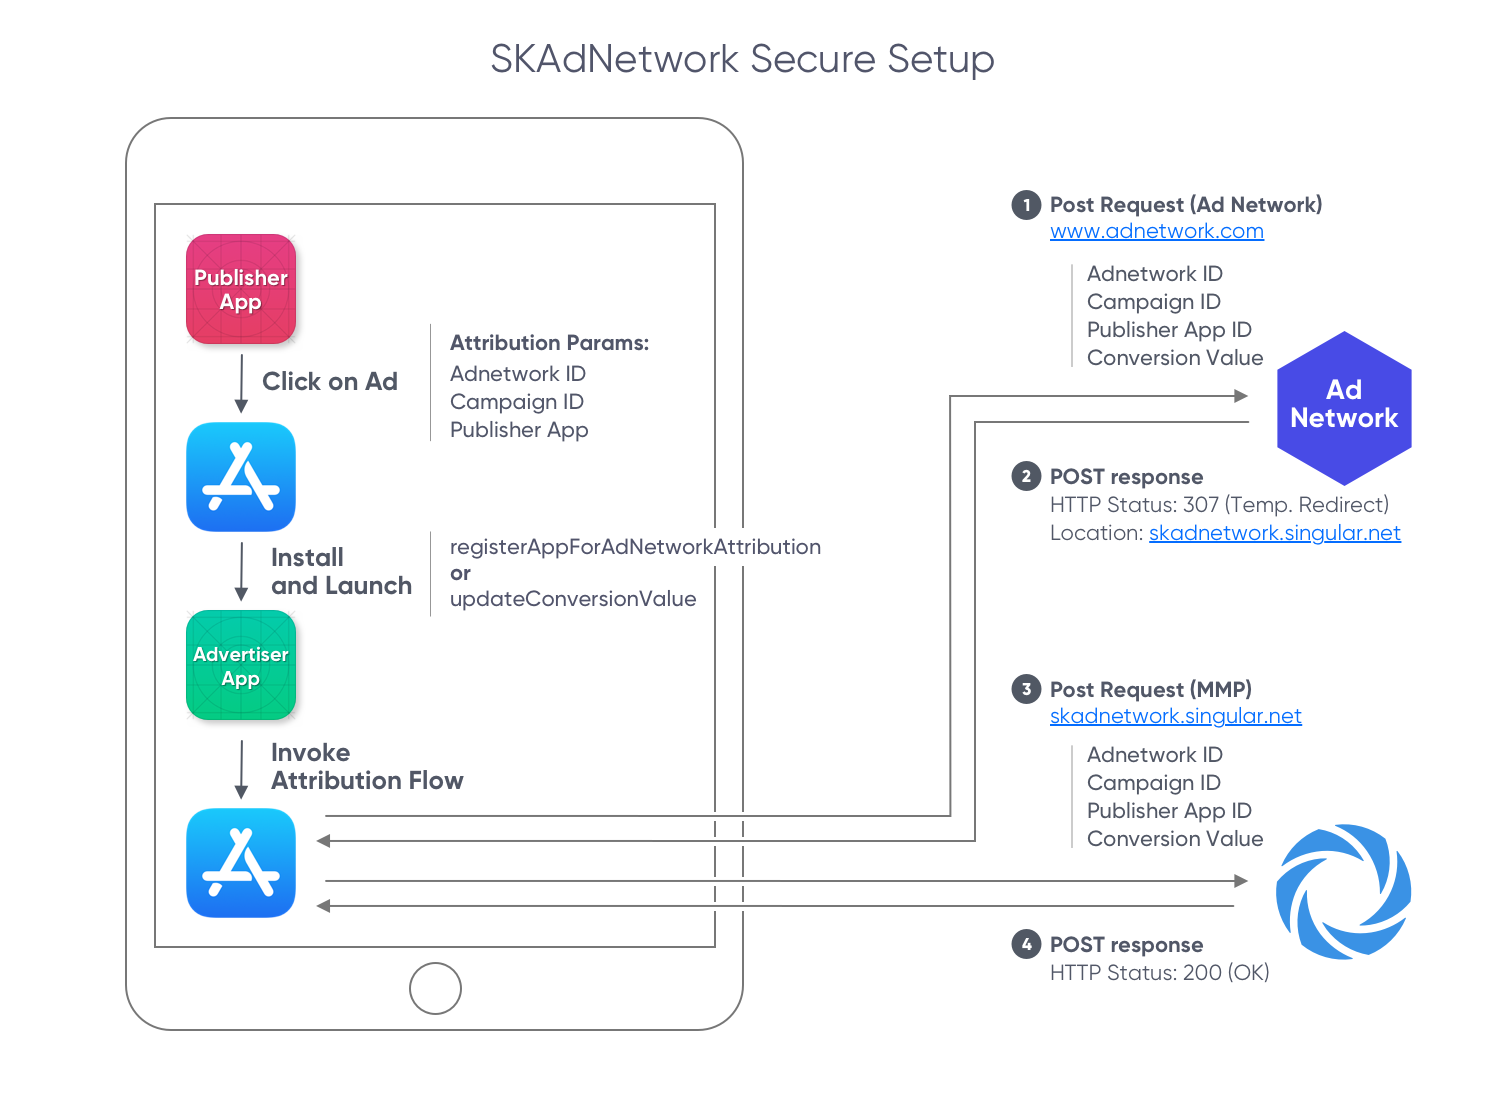 SKAdNetwork Secure Setup
Publisher
App
Click on Ad
Attribution Params:
Adnetwork ID
Campaign ID
Publisher App
Install
and Launch
registerAppForAdNetworkAttribution
or
updateConversionValue
Advertiser
App
Invoke
Attribution Flow
1 Post Request (Ad Network)
www.adnetwork.com
Adnetwork ID
Campaign ID
Publisher App ID
Conversion Value
Ad
Network
2 POST response
HTTP Status: 307 (Temp. Redirect)
Location: skadnetwork.singular.net
3 Post Request (MMP)
skadnetwork.singular.net
Adnetwork ID
Campaign ID
Publisher App ID
Conversion Value
4 POST response
HTTP Status: 200 (OK)